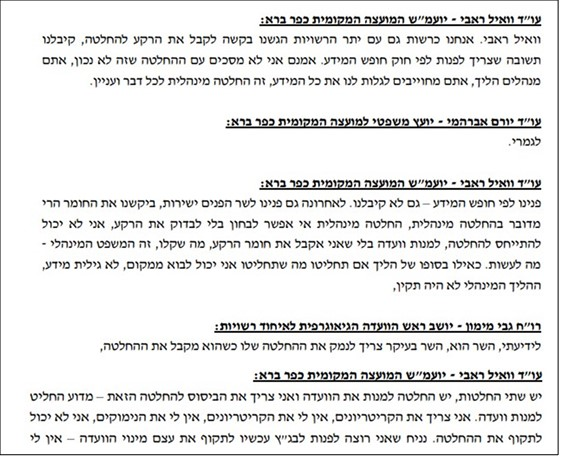 עו״ד וואיל ראבי - יועמ״ש המועצה המקומית כפר ברא:
וואיל ראבי. אנחנו כרשות גם עם יתר הרשויות הגשנו בקשה לקבל את הרקע להחלטה, קיבלנו
תשובה שצריך לפנות לפי חוק חופש המידע. אמנם אני לא מסכים עם ההחלטה שזה לא נכון, אתם
מנהלים הליך, אתם מחוייבים לגלות לנו את כל המידע, זה החלטה מינהלית לכל דבר ועניין.
עו״ד יורם אברהמי - יועץ משפטי למועצה המקומית כפר ברא:
לגמרי.
עו״ד וואיל ראבי - יועמ״ש המועצה המקומית כפר ברא:
פנינו לפי חופש המידע – גם לא קיבלנו. לאחרונה גם פנינו לשר הפנים ישירות, ביקשנו את החומר הרי
מדובר בהחלטה מינהלית, החלטה מינהלית אי אפשר לבחון בלי לבדוק את הרקע, אני לא יכול
להתייחס להחלטה, למנות וועדה בלי שאני אקבל את חומר הרקע, מה שקלו, זה המשפט המינהלי -
מה לעשות. כאילו בסופו של הליך אם תחליטו מה שתחליטו אני יכול לבוא ממקום, לא גילית מידע,
ההליך המינהלי לא היה תקין,
רו״ח גבי מימון - יושב ראש הוועדה הגיאוגרפית לאיחוד רשויות:
לידיעתי, השר הוא, השר בעיקר צריך לנמק את ההחלטה שלו כשהוא מקבל את ההחלטה,
עו״ד וואיל ראבי - יועמ״ש המועצה המקומית כפר ברא:
יש שתי החלטות, יש החלטה למנות את הוועדה ואני צריך את הביסוס להחלטה הזאת – מדוע החליט
למנות וועדה. אני צריך את הקריטריונים, אין לי את הקריטריונים, אין לי את הנימוקים, אני לא יכול
לתקוף את ההחלטה. נניח שאני רוצה לפנות לבג״ץ עכשיו לתקוף את עצם מינוי הוועדה – אין לי